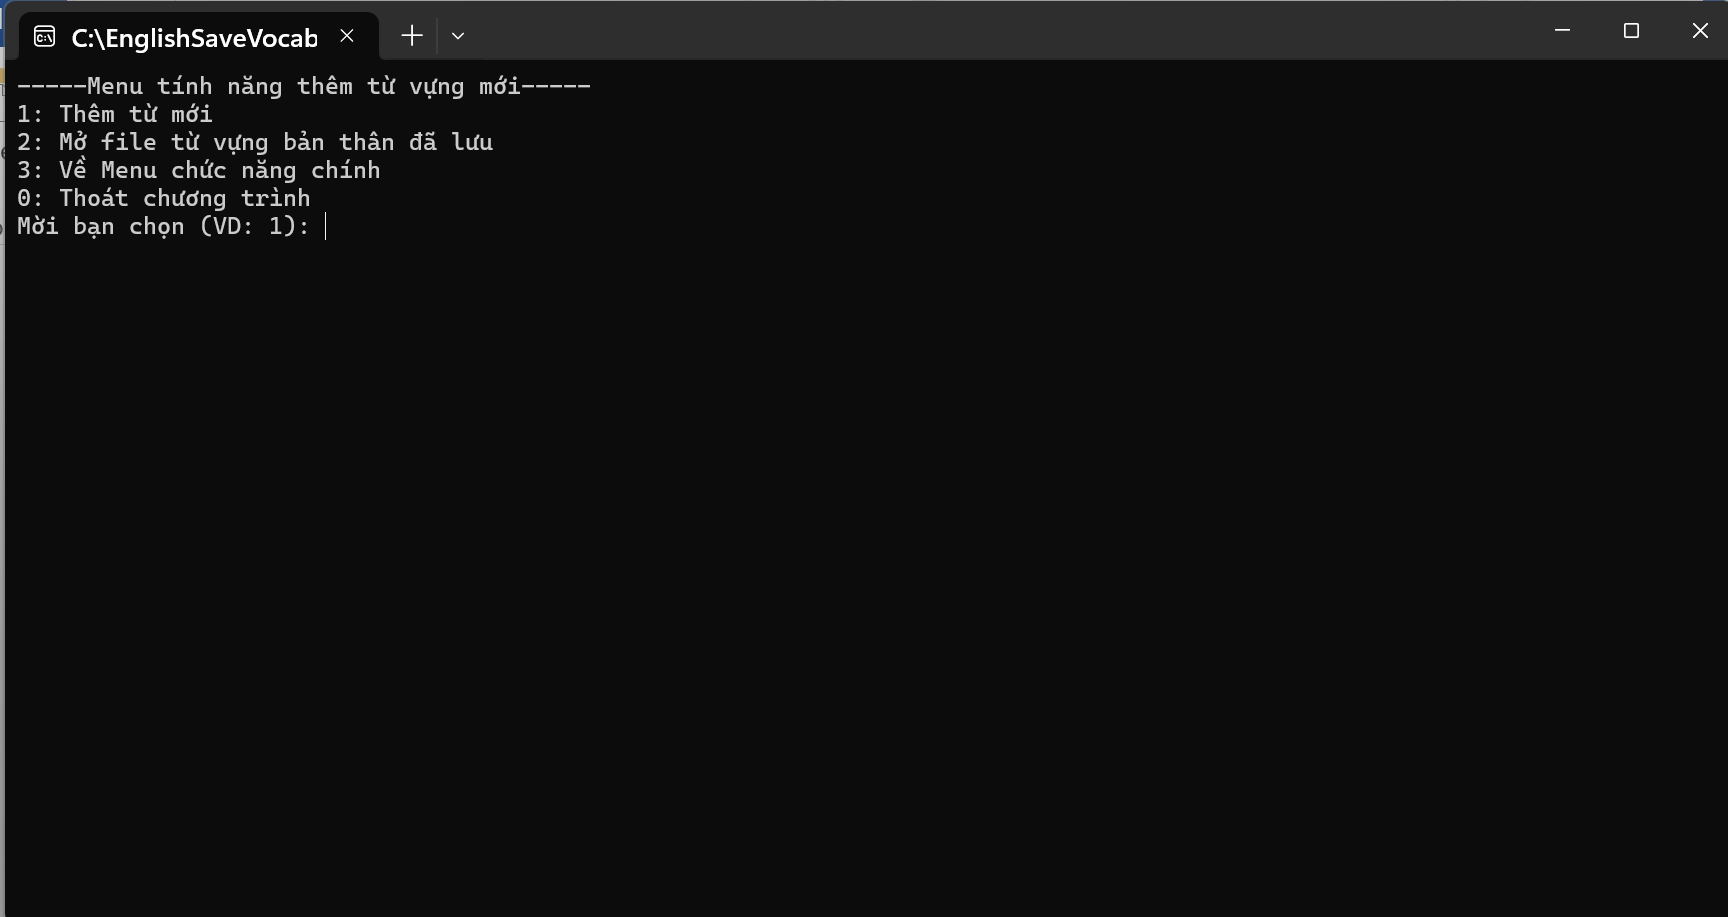 C:\EnglishSaveVocab
-----Menu tính năng thêm từ vựng mới-----
1: Thêm từ mới
2: Mở file từ vựng bản thân đã lưu
3: Về Menu chức năng chính
0: Thoát chương trình
Mời bạn chọn (VD: 1):